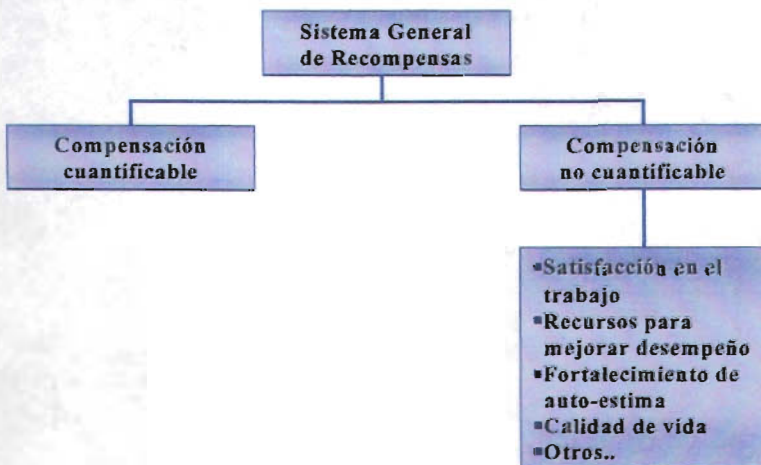 Sistema General
de Recompensas
Compensación
cuantificable
Compensación
no cuantificable
▪Satisfacción en el
trabajo
▪Recursos para
mejorar desempeño
▪Fortalecimiento de
auto-estima
▪Calidad de vida
▪Otros..